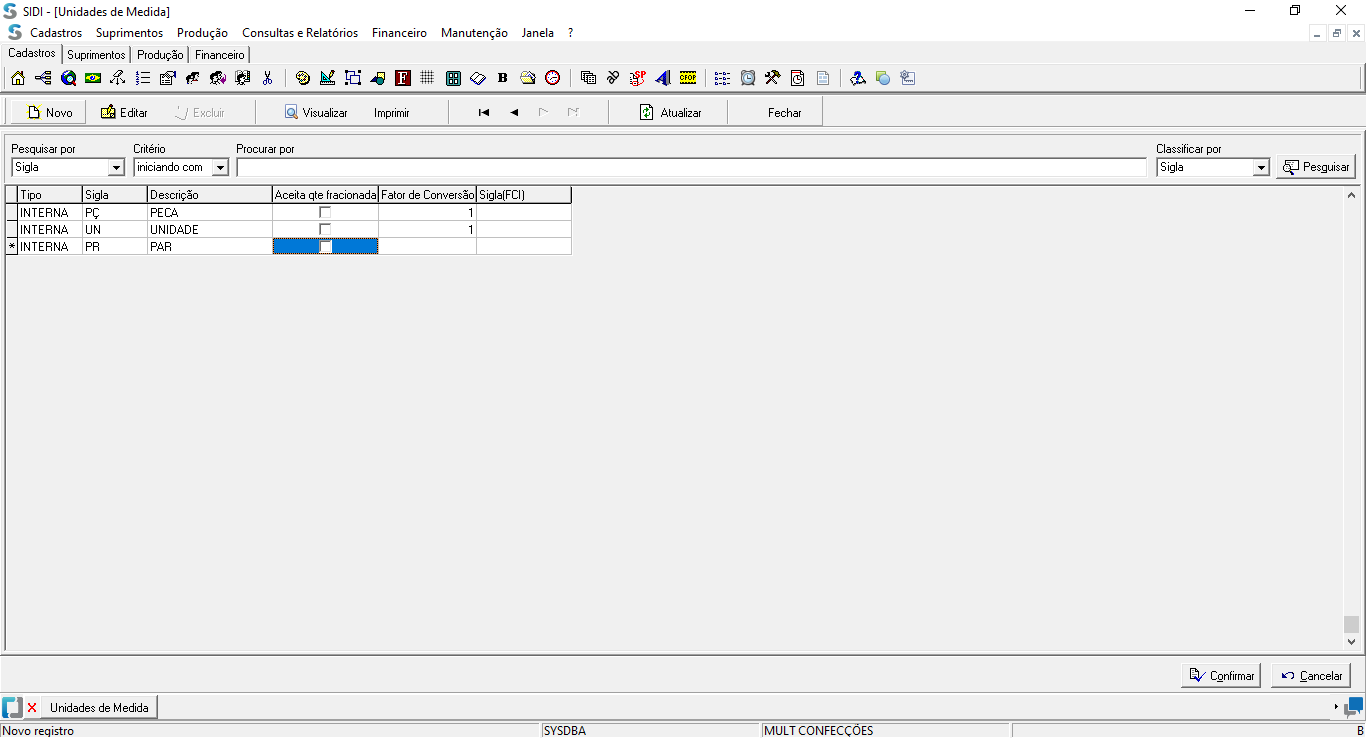 SIDI - [Unidades de Medida]
Cadastros Suprimentos Produção Consultas e Relatórios Financeiro Manutenção Janela ?
Cadastros Suprimentos Produção Financeiro
F B SP CFOP
Novo Editar Excluir Visualizar Imprimir Atualizar Fechar
Pesquisar por Critério Procurar por Classificar por
Sigla iniciando com Sigla Pesquisar
Tipo Sigla Descrição Aceita qte fracionada Fator de Conversão Sigla(FCI)
INTERNA PÇ PECA 1
INTERNA UN UNIDADE 1
* INTERNA PR PAR
Confirmar Cancelar
Unidades de Medida
Novo registro SYSDBA MULT CONFECÇÕES B